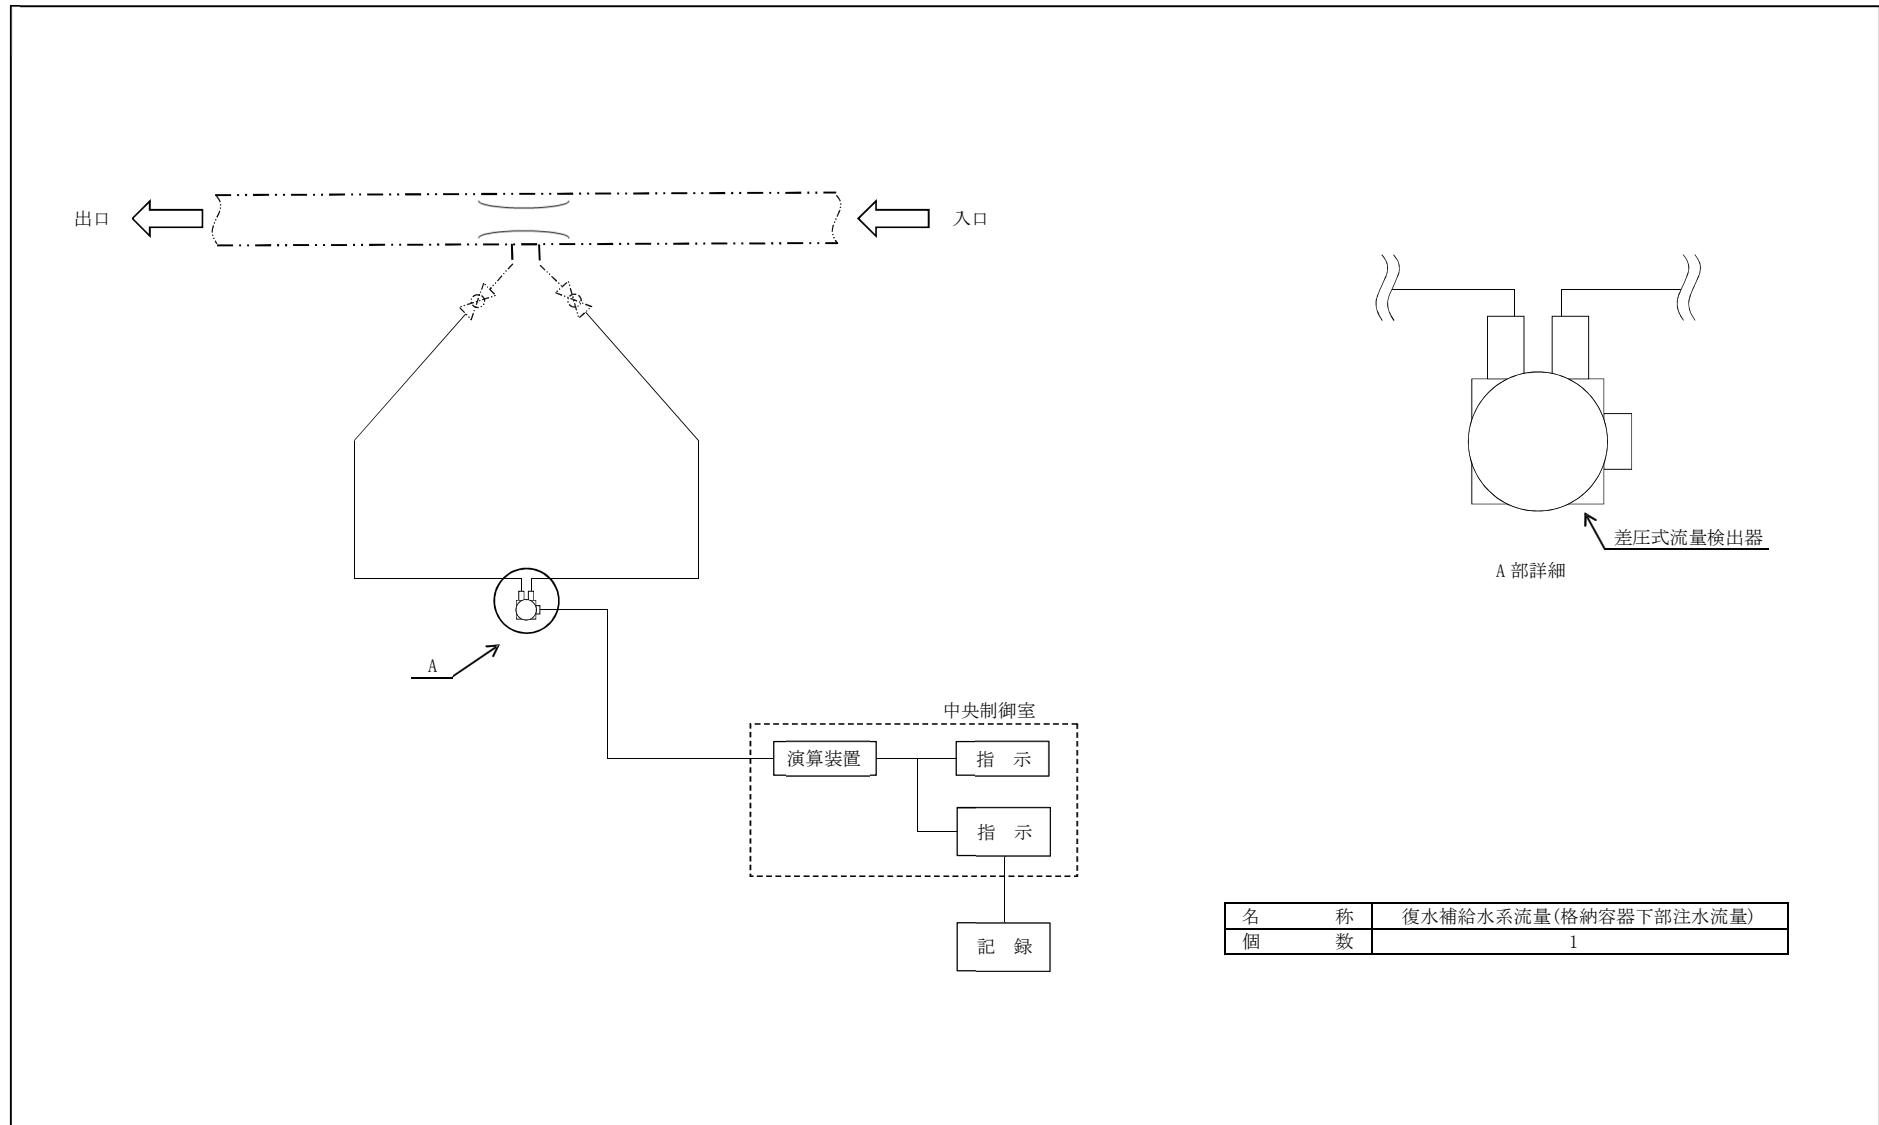 出口
入口
差圧式流量検出器
A 部詳細
A
中央制御室
演算装置
指 示
指 示
記 録
名 称 復水補給水系流量(格納容器下部注水流量)
個 数 1